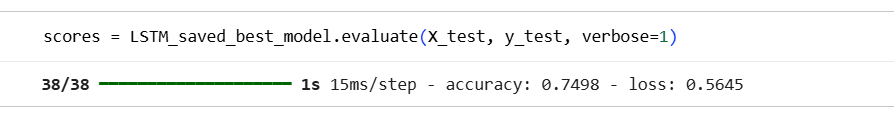 scores = LSTM_saved_best_model.evaluate(X_test, y_test, verbose=1)
38/38 ━━━━━━━━━━━━━━━━━━━━ 1s 15ms/step - accuracy: 0.7498 - loss: 0.5645